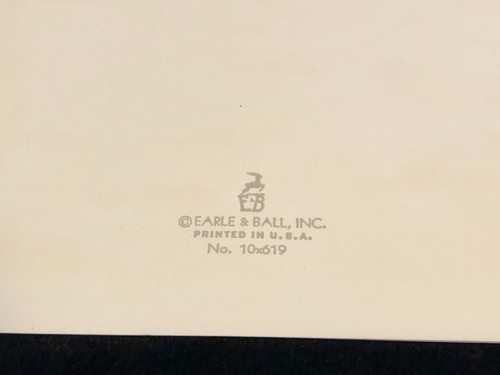 E+B
© EARLE & BALL, INC.
PRINTED IN U.S.A.
No. 10x619